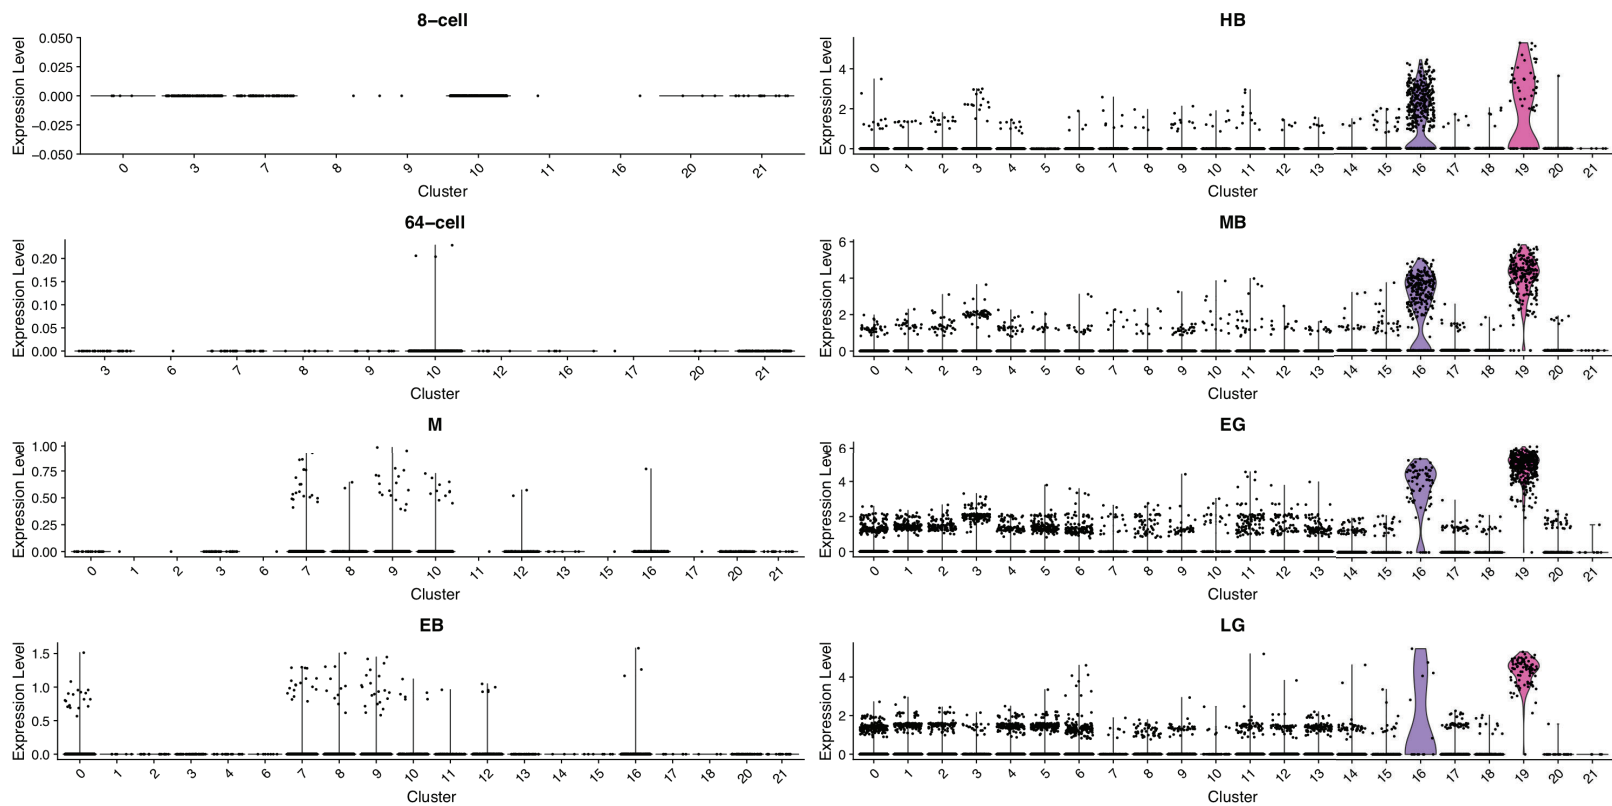 8−cell
Expression Level
0.050
0.025
0.000
−0.025
−0.050
0 3 7 8 9 10 11 16 20 21
Cluster
64−cell
Expression Level
0.20
0.15
0.10
0.05
0.00
3 6 7 8 9 10 12 16 17 20 21
Cluster
M
Expression Level
1.00
0.75
0.50
0.25
0.00
0 1 2 3 6 7 8 9 10 11 12 13 15 16 17 20 21
Cluster
EB
Expression Level
1.5
1.0
0.5
0.0
0 1 2 3 4 6 7 8 9 10 11 12 13 14 15 16 17 18 20 21
Cluster
HB
Expression Level
4
2
0
0 1 2 3 4 5 6 7 8 9 10 11 12 13 14 15 16 17 18 19 20 21
Cluster
MB
Expression Level
6
4
2
0
0 1 2 3 4 5 6 7 8 9 10 11 12 13 14 15 16 17 18 19 20 21
Cluster
EG
Expression Level
6
4
2
0
0 1 2 3 4 5 6 7 8 9 10 11 12 13 14 15 16 17 18 19 20 21
Cluster
LG
Expression Level
4
2
0
0 1 2 3 4 5 6 7 8 9 10 11 12 13 14 15 16 17 18 19 20 21
Cluster